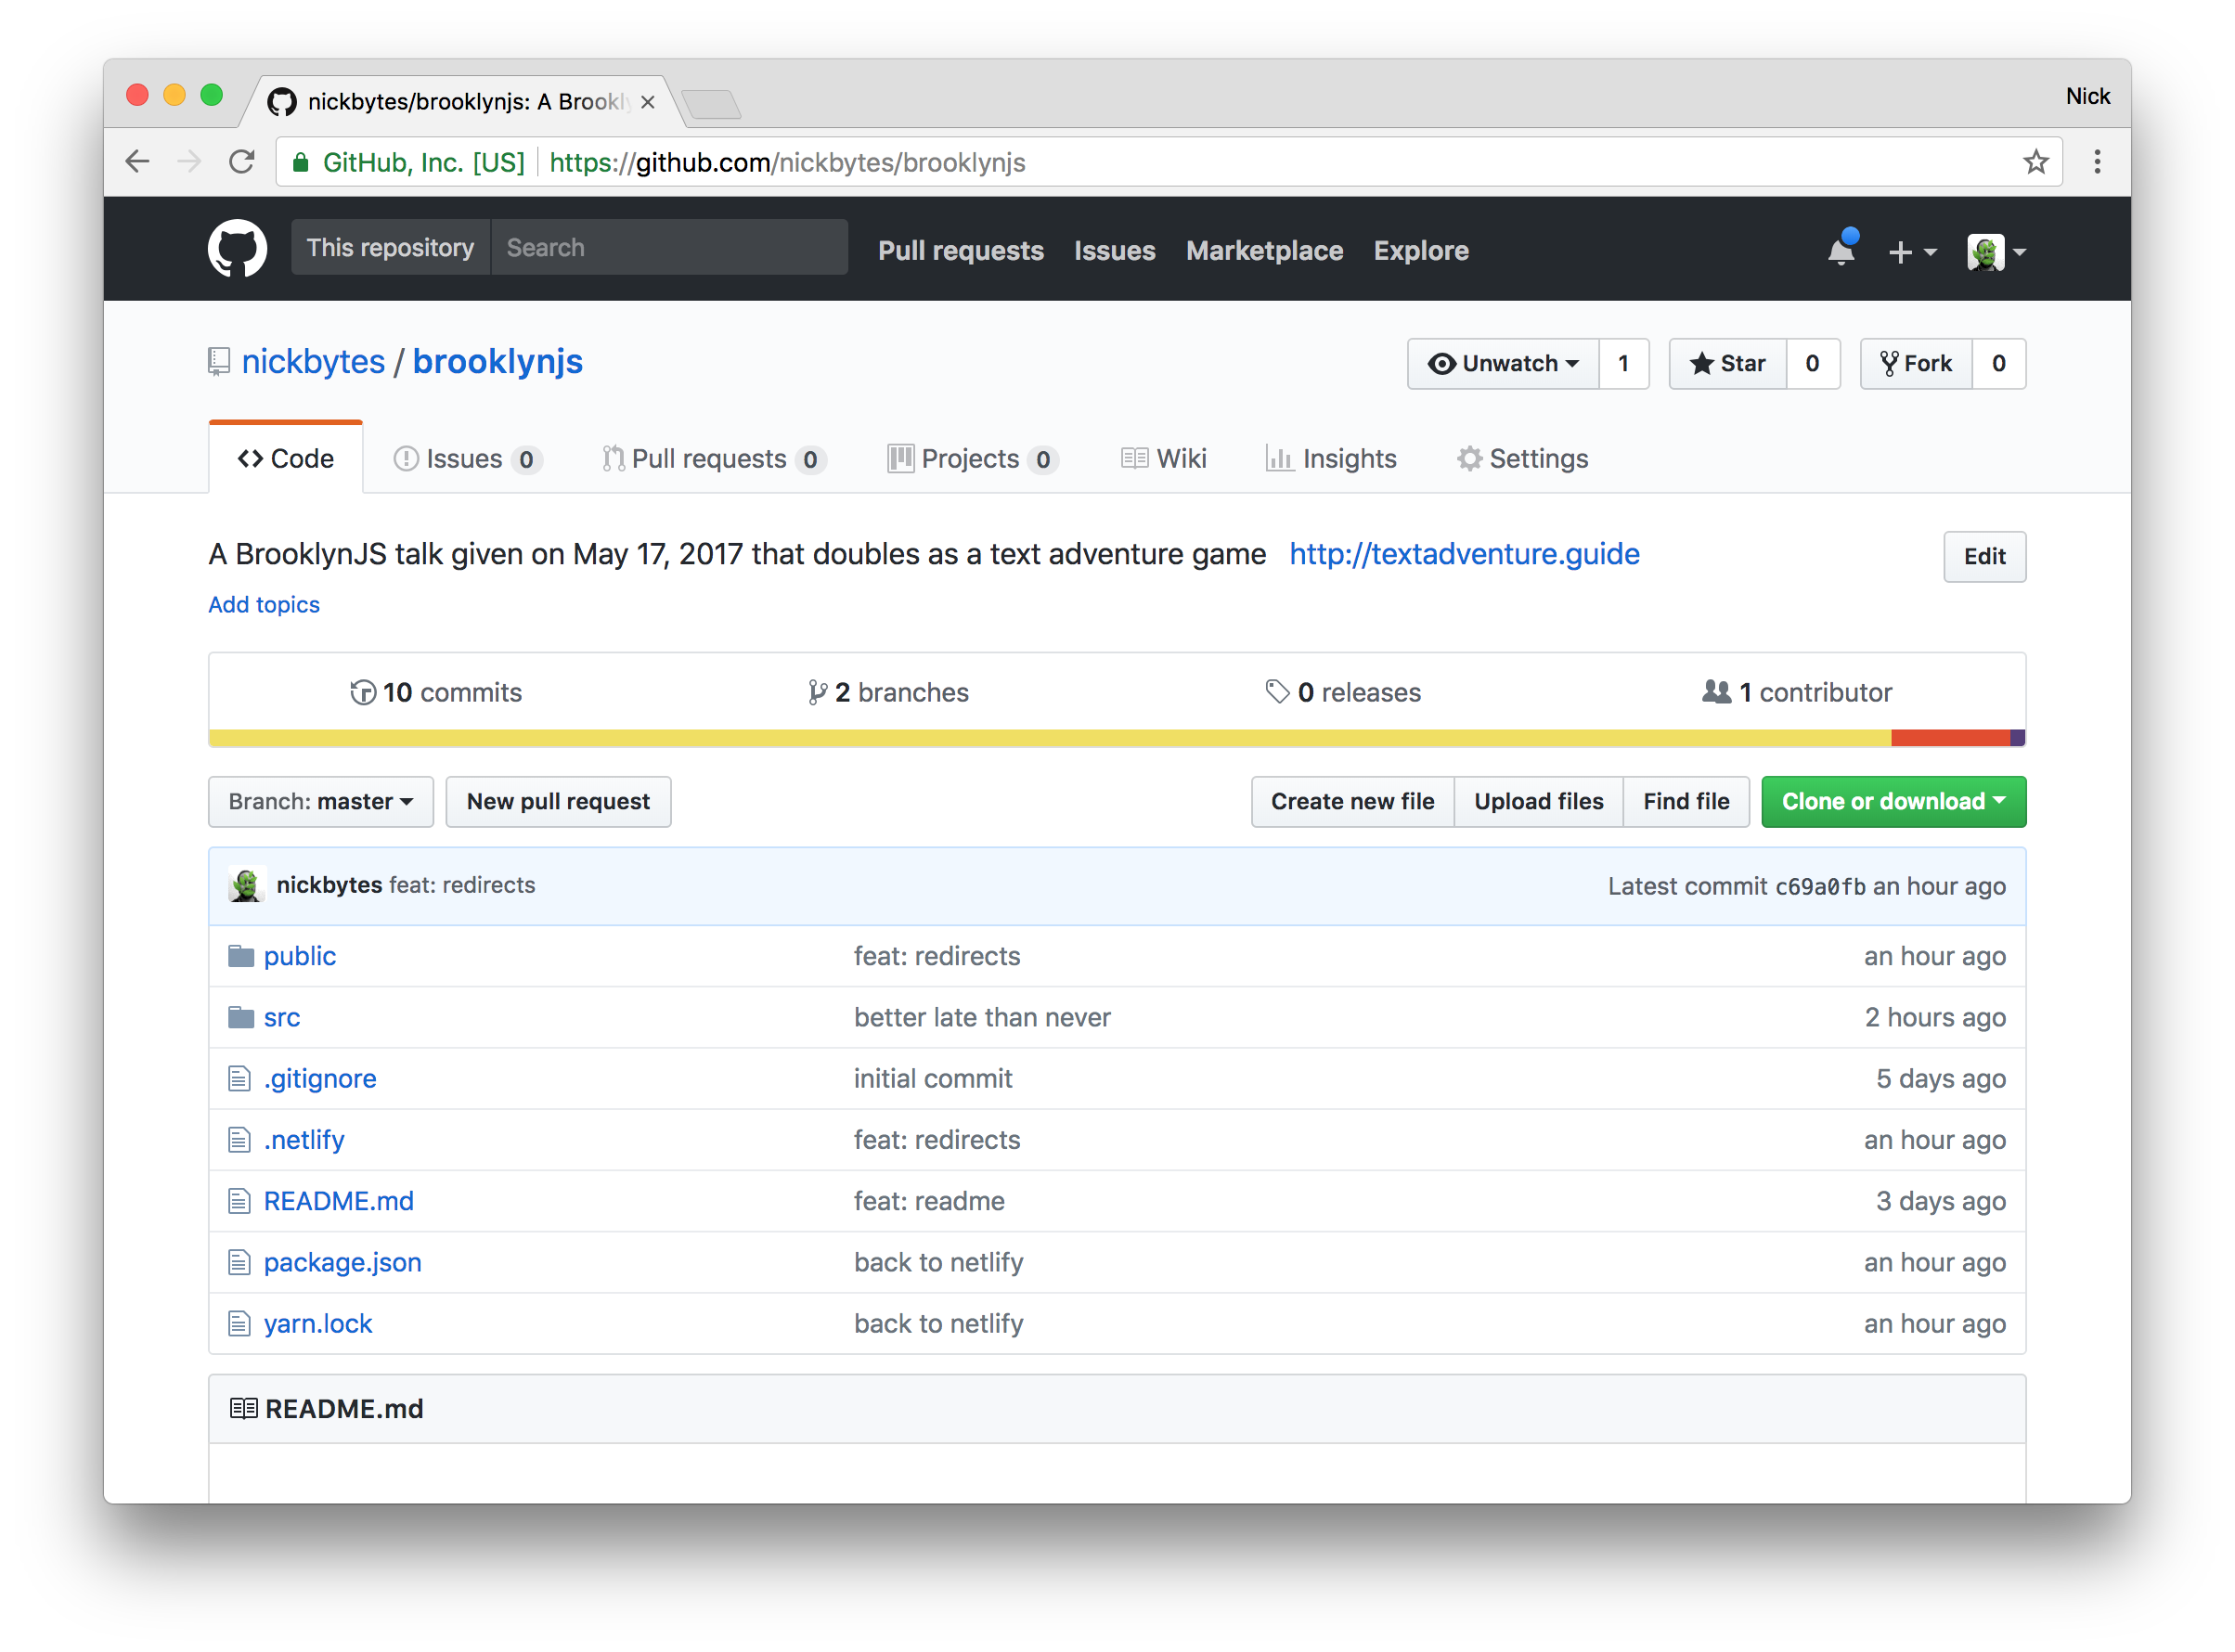 nickbytes/brooklynjs: A Brookly
Nick
GitHub, Inc. [US] https://github.com/nickbytes/brooklynjs
This repository Search Pull requests Issues Marketplace Explore
nickbytes / brooklynjs Unwatch 1 Star 0 Fork 0
Code Issues 0 Pull requests 0 Projects 0 Wiki Insights Settings
A BrooklynJS talk given on May 17, 2017 that doubles as a text adventure game http://textadventure.guide Edit
Add topics
10 commits 2 branches 0 releases 1 contributor
Branch: master New pull request Create new file Upload files Find file Clone or download
nickbytes feat: redirects Latest commit c69a0fb an hour ago
public feat: redirects an hour ago
src better late than never 2 hours ago
.gitignore initial commit 5 days ago
.netlify feat: redirects an hour ago
README.md feat: readme 3 days ago
package.json back to netlify an hour ago
yarn.lock back to netlify an hour ago
README.md